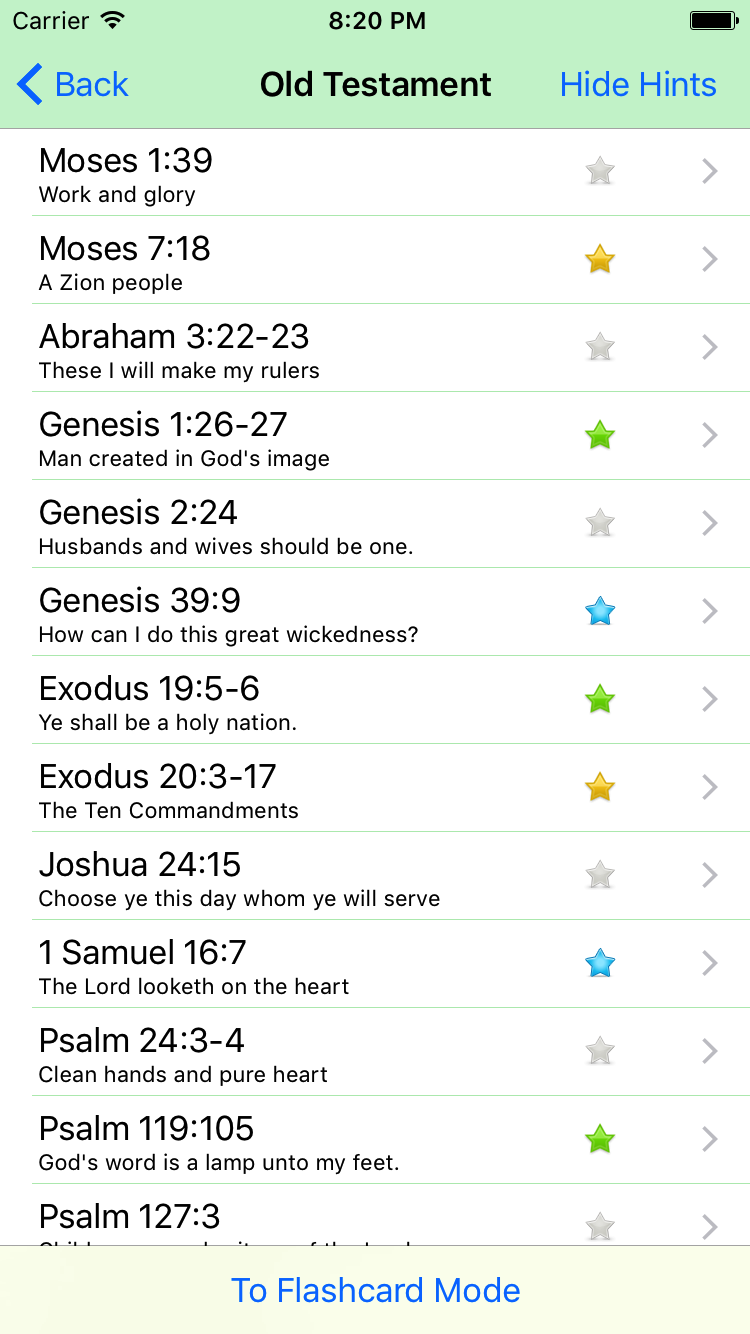 Carrier 8:20 PM
Back Old Testament Hide Hints
Moses 1:39
Work and glory
Moses 7:18
A Zion people
Abraham 3:22-23
These I will make my rulers
Genesis 1:26-27
Man created in God's image
Genesis 2:24
Husbands and wives should be one.
Genesis 39:9
How can I do this great wickedness?
Exodus 19:5-6
Ye shall be a holy nation.
Exodus 20:3-17
The Ten Commandments
Joshua 24:15
Choose ye this day whom ye will serve
1 Samuel 16:7
The Lord looketh on the heart
Psalm 24:3-4
Clean hands and pure heart
Psalm 119:105
God's word is a lamp unto my feet.
Psalm 127:3
To Flashcard Mode